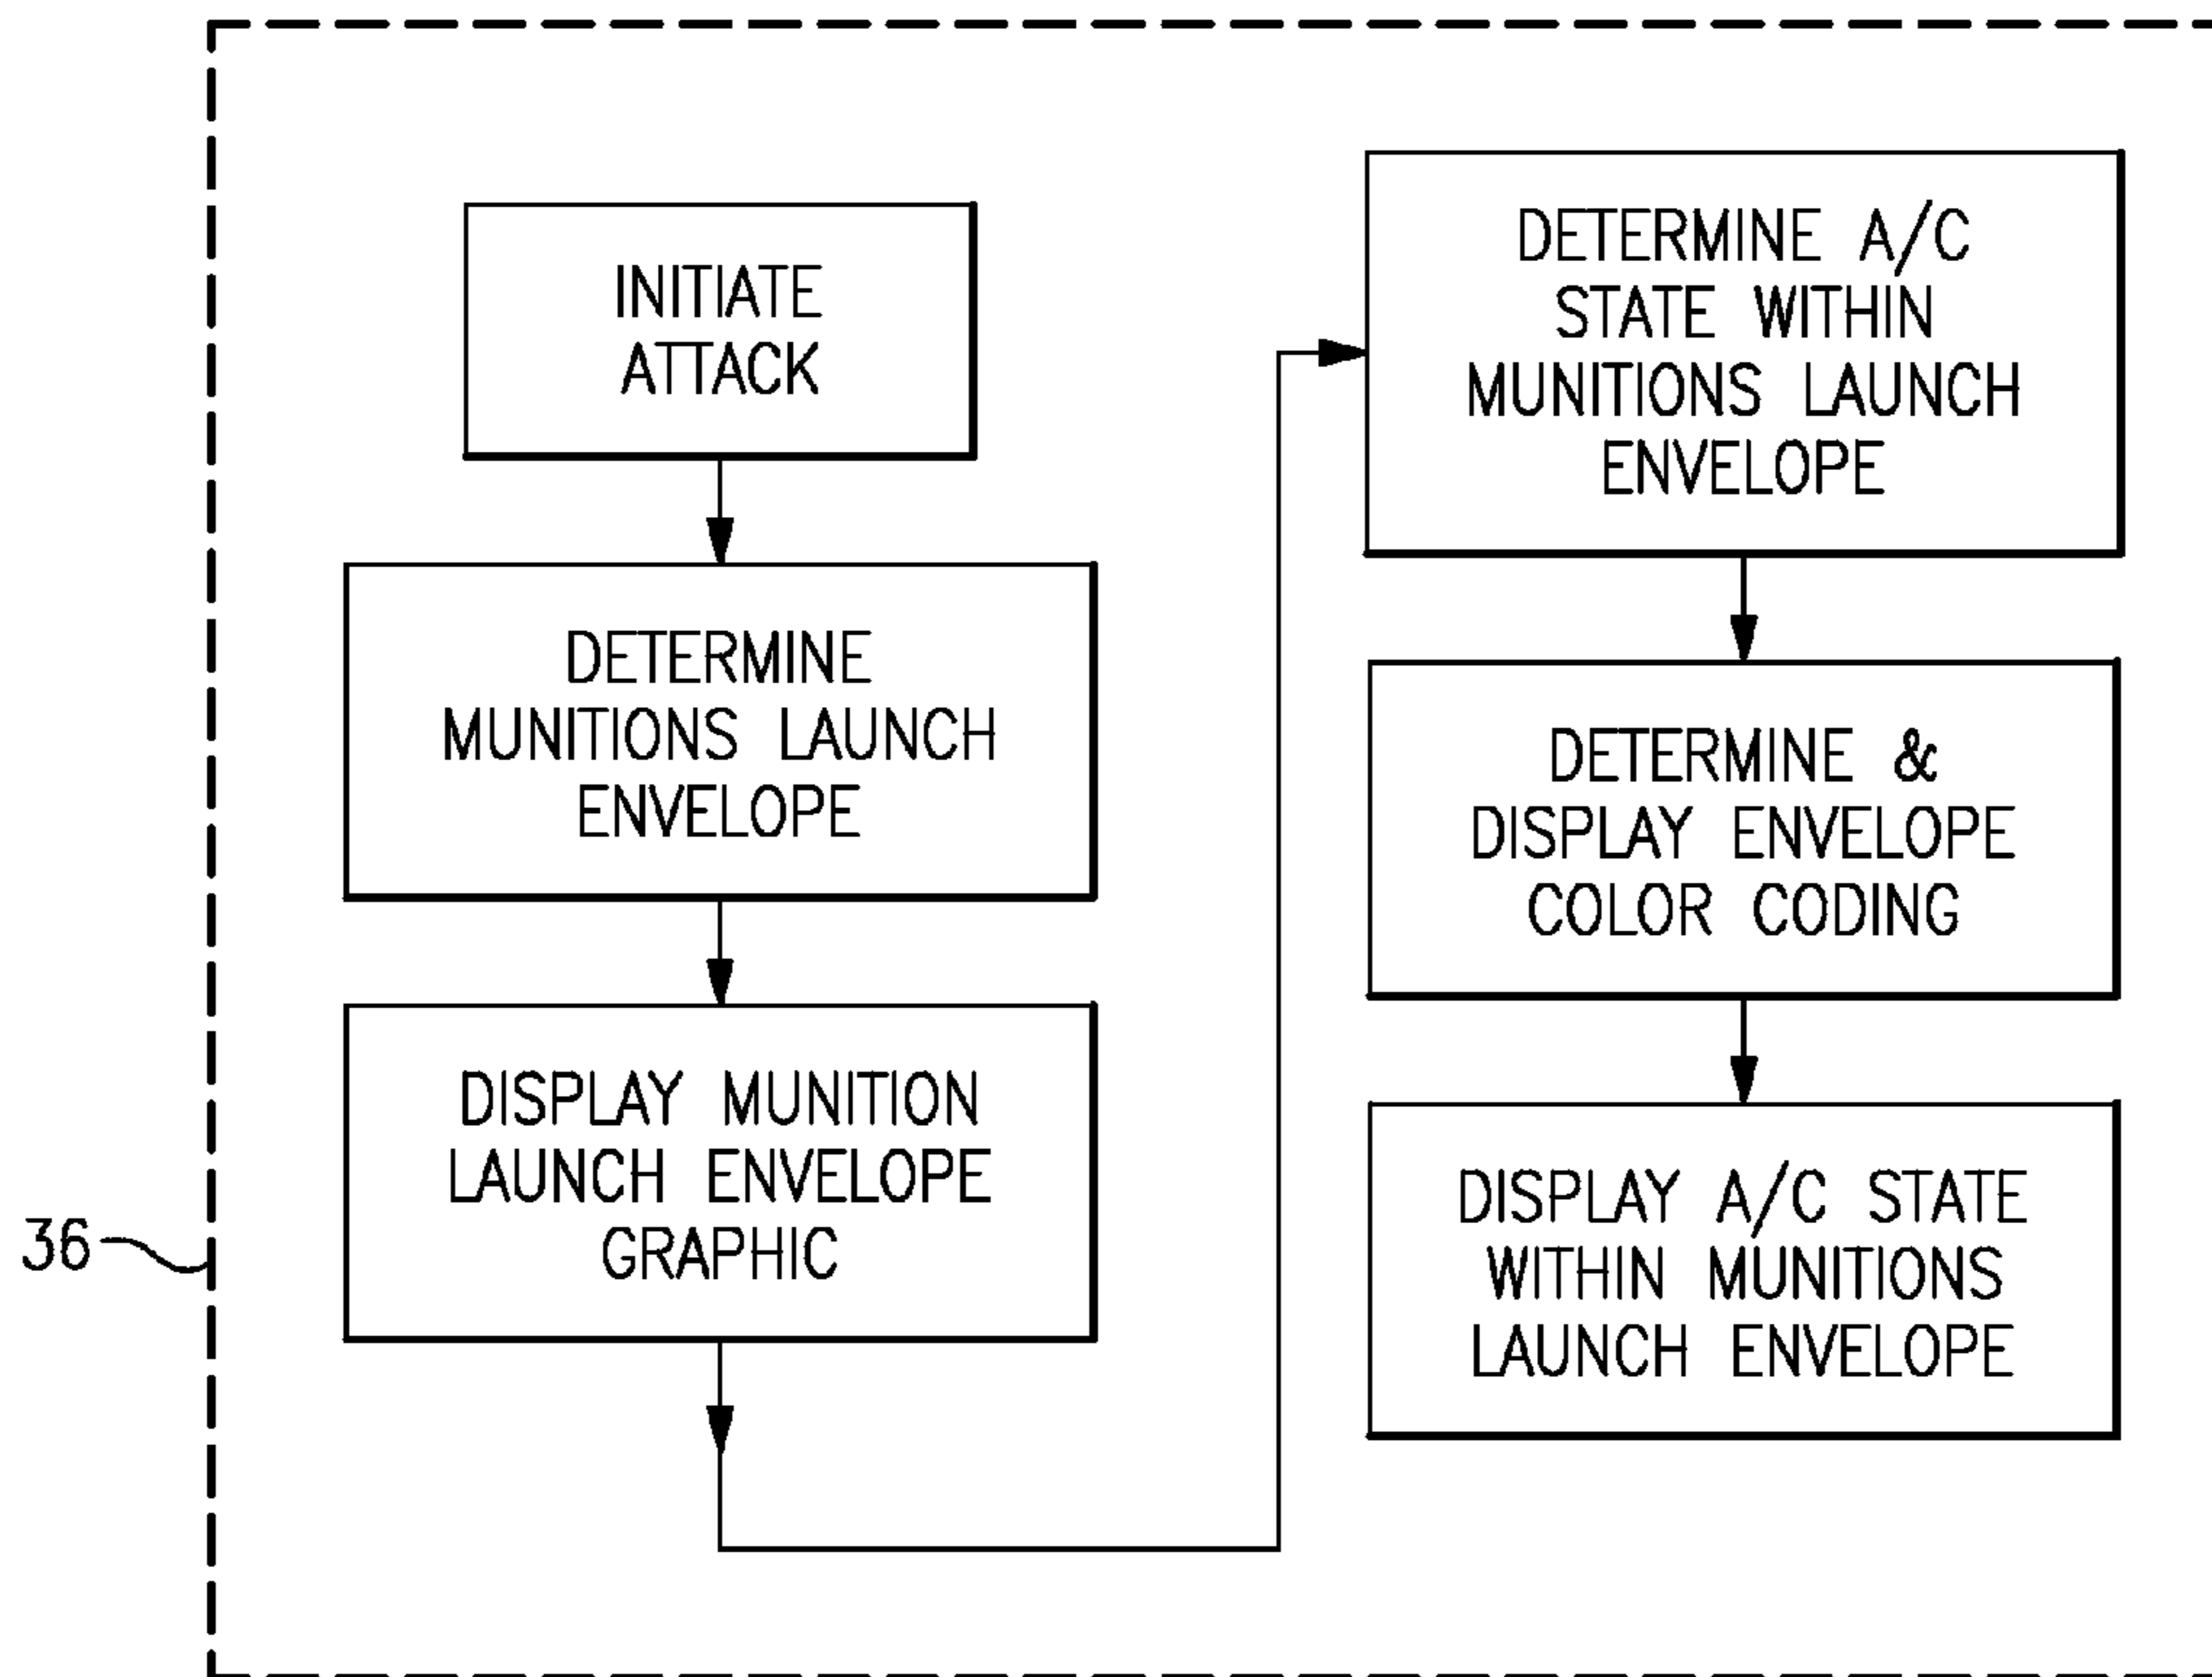 INITIATE
ATTACK
DETERMINE
MUNITIONS LAUNCH
ENVELOPE
DISPLAY MUNITION
LAUNCH ENVELOPE
GRAPHIC
36
DETERMINE A/C
STATE WITHIN
MUNITIONS LAUNCH
ENVELOPE
DETERMINE &
DISPLAY ENVELOPE
COLOR CODING
DISPLAY A/C STATE
WITHIN MUNITIONS
LAUNCH ENVELOPE